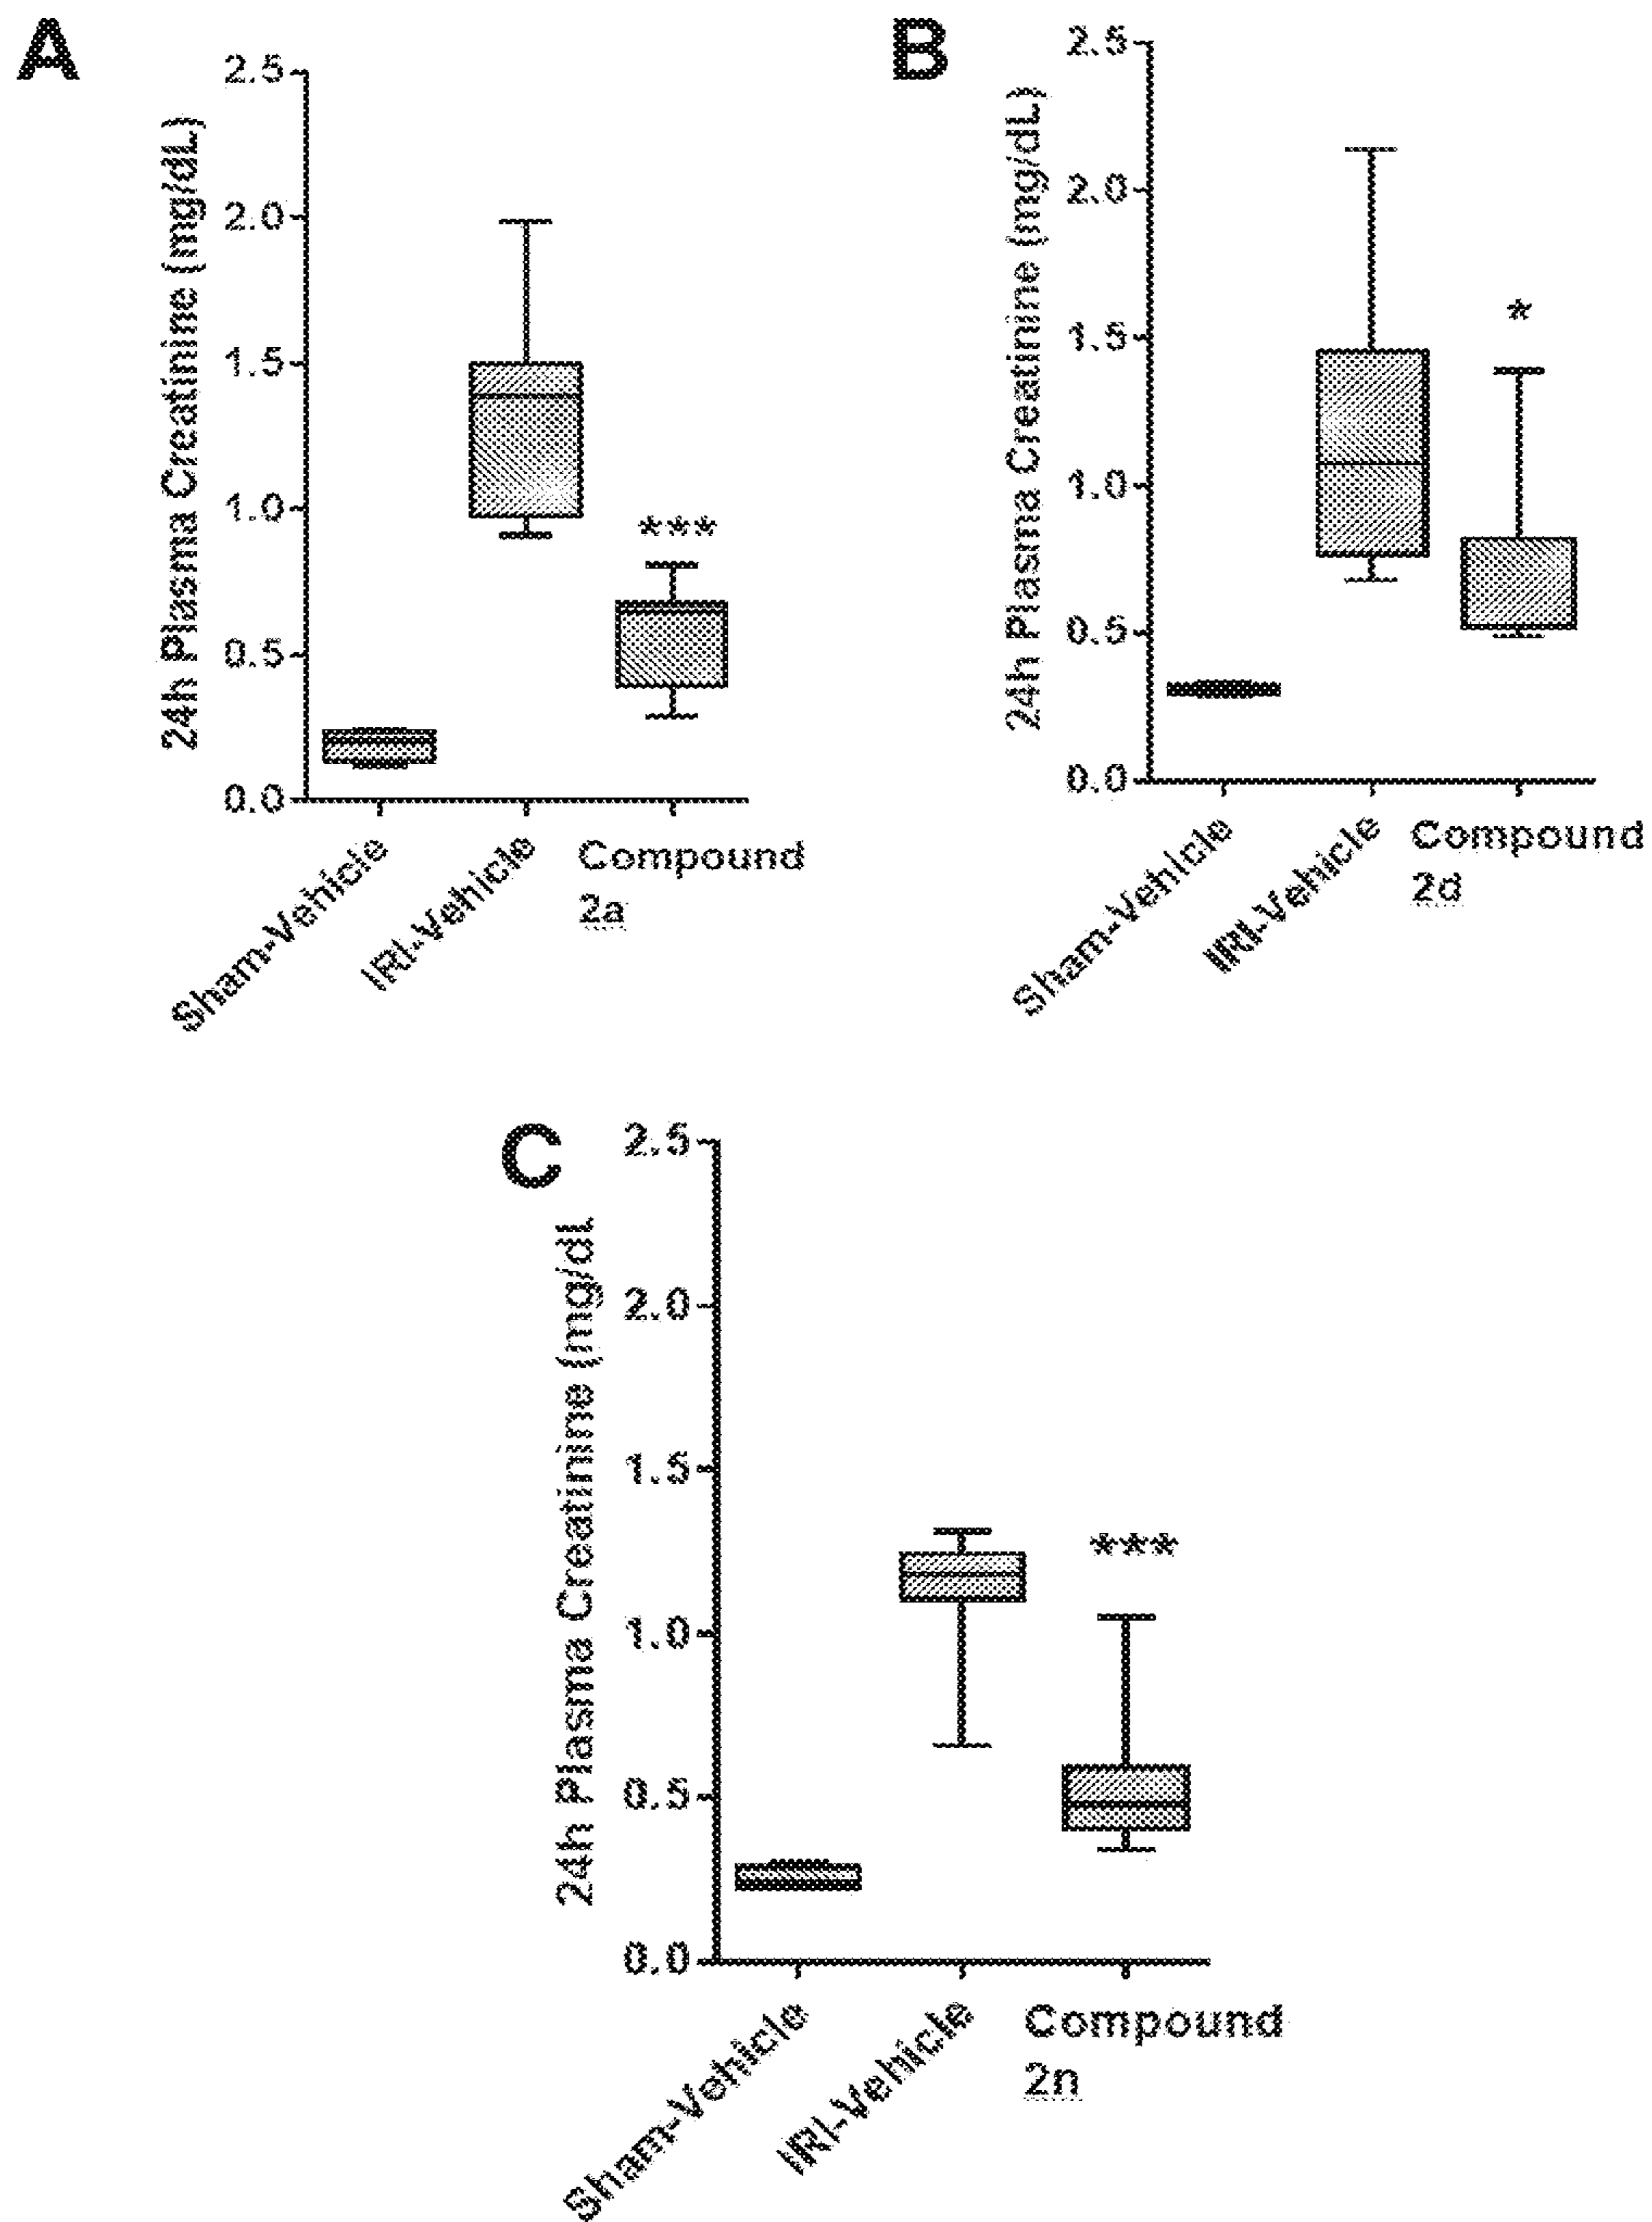 A
24h Plasma Creatinine (mg/dL)
2.5
2.0
1.5
1.0
0.5
0.0
***
Sham-Vehicle
IRI-Vehicle
Compound
2a
B
24h Plasma Creatinine (mg/dL)
2.5
2.0
1.5
1.0
0.5
0.0
*
Sham-Vehicle
IRI-Vehicle
Compound
2d
C
24h Plasma Creatinine (mg/dL
2.5
2.0
1.5
1.0
0.5
0.0
***
Sham-Vehicle
IRI-Vehicle
Compound
2n